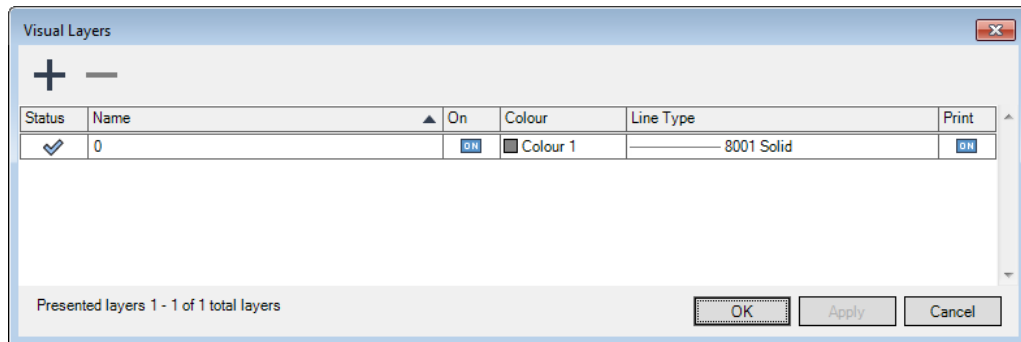 Visual Layers
Status Name On Colour Line Type Print
0 ON Colour 1 8001 Solid ON
Presented layers 1 - 1 of 1 total layers OK Apply Cancel